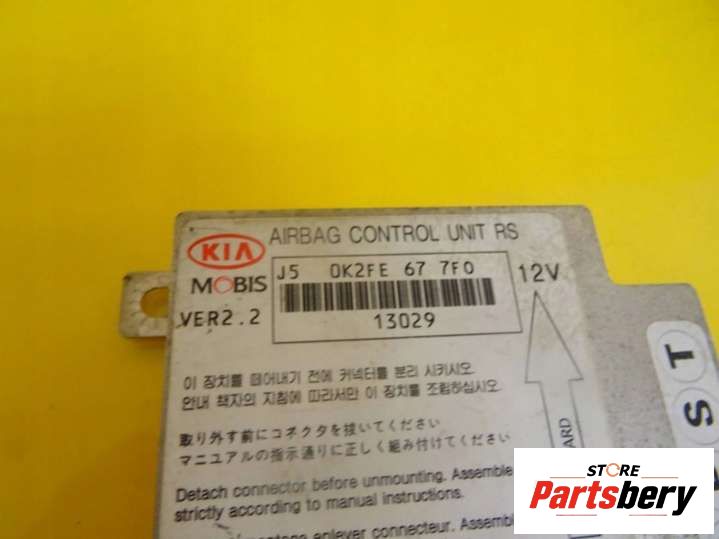 KIA
AIRBAG CONTROL UNIT RS
MOBIS
J5 0K2FE 67 7F0
12V
VER2.2
13029
이 장치를 떼어내기 전에 커넥터를 분리 시키시오.
안내 책자의 지침에 따라서만 이 장치를 조립하십시오.
取り外す前にコネクタを抜いてください
マニュアルの指示通りに正しく組み付けてください
Detach connector before unmounting. Assemble
strictly according to manual instructions.
enlever connecteur. Assemb
ARD
S T
STORE
Partsbery